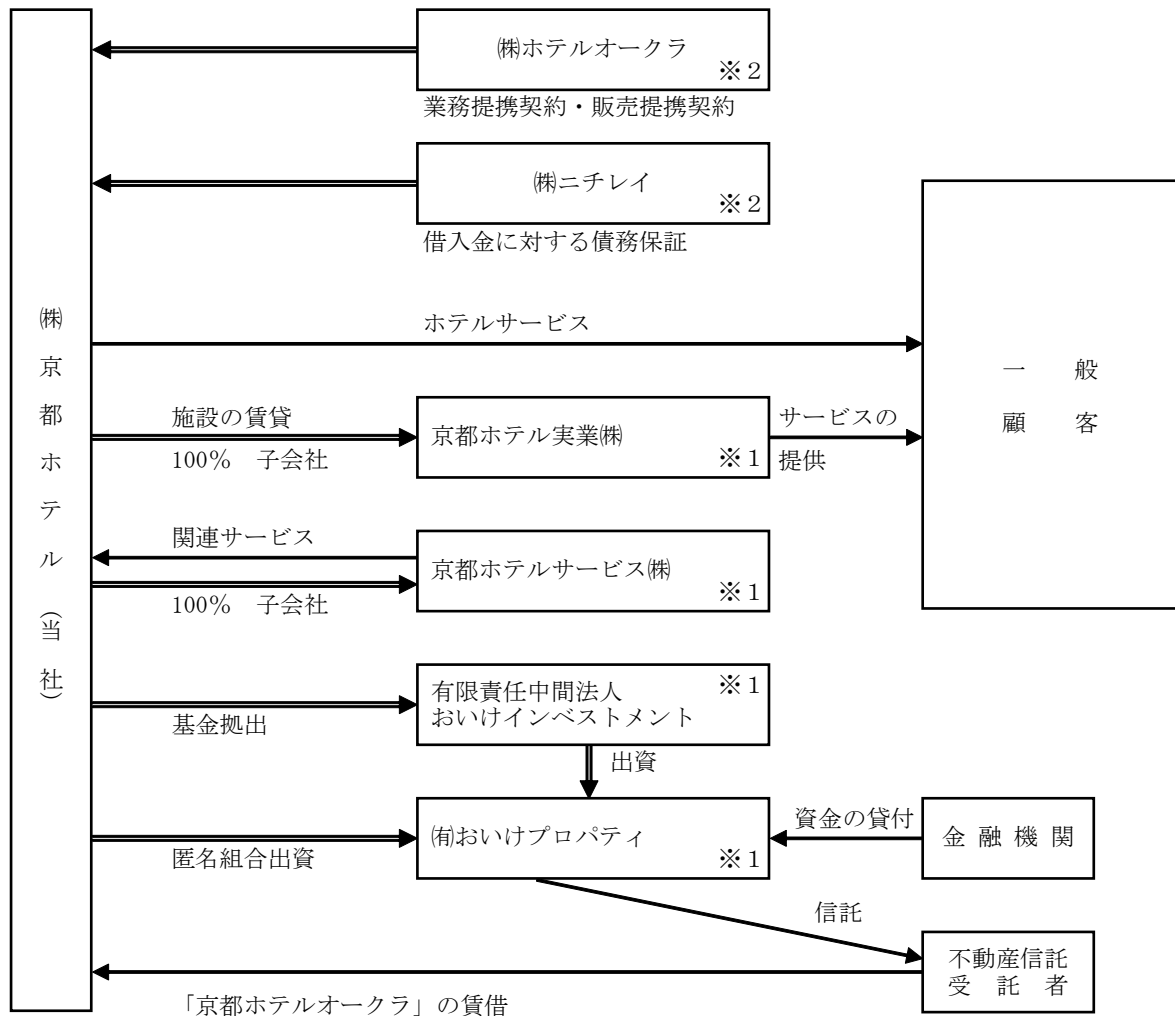 ㈱ホテルオークラ
※２
業務提携契約・販売提携契約
㈱ニチレイ
※２
借入金に対する債務保証
㈱京都ホテル（当社）
ホテルサービス
一般
顧客
施設の賃貸
100％　子会社
京都ホテル実業㈱
※１
サービスの
提供
関連サービス
100％　子会社
京都ホテルサービス㈱
※１
基金拠出
有限責任中間法人
おいけインベストメント
※１
出資
匿名組合出資
㈲おいけプロパティ
※１
資金の貸付
金融機関
信託
不動産信託
受託者
「京都ホテルオークラ」の賃借